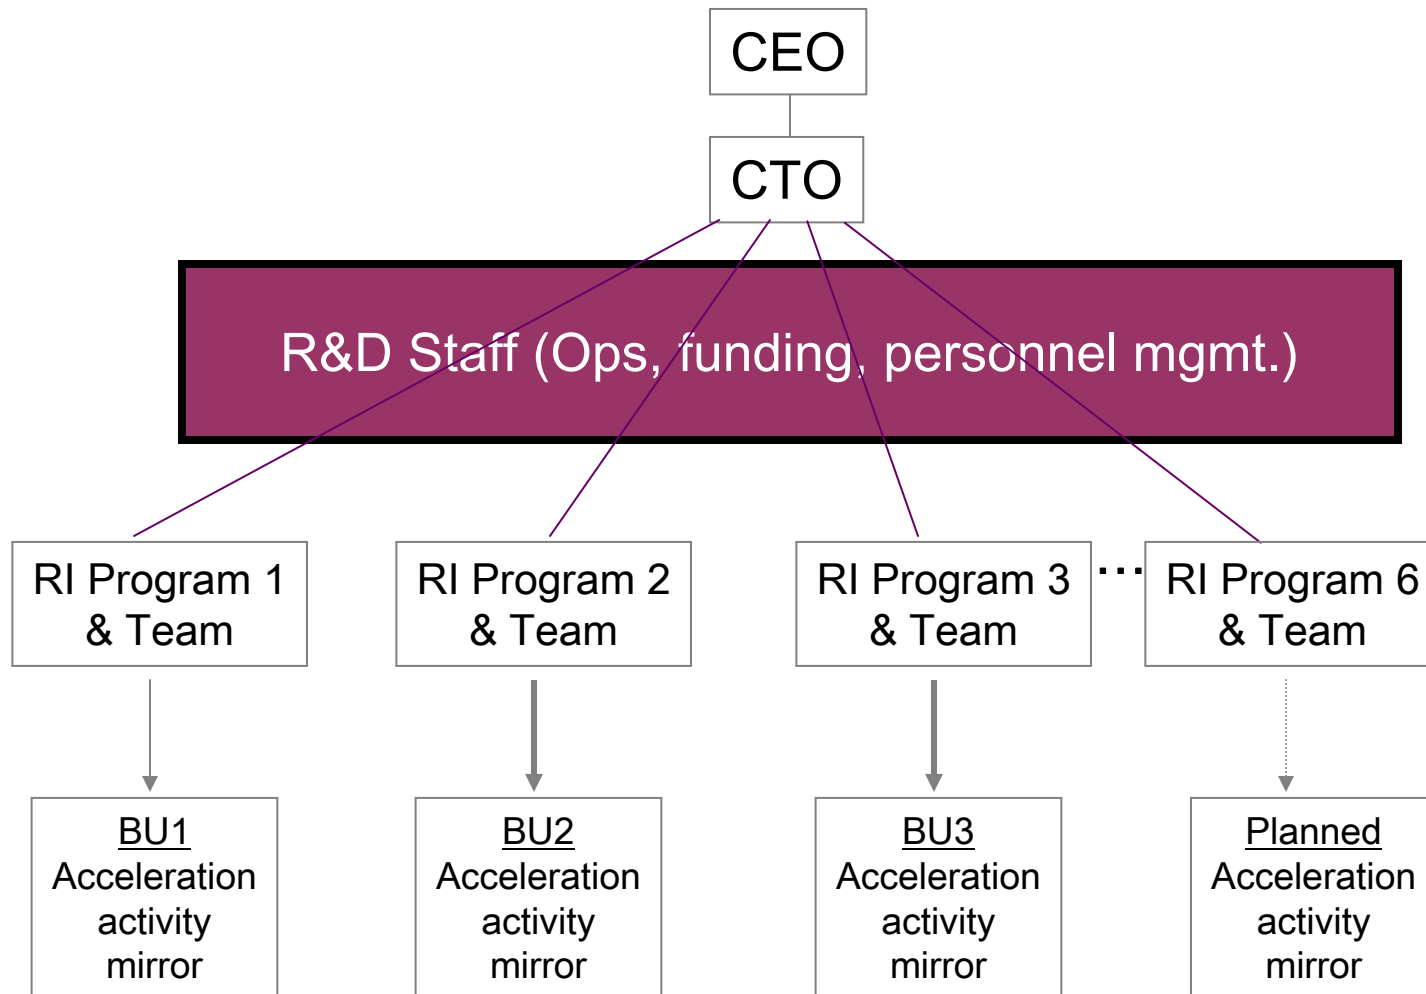 CEO
CTO
R&D Staff (Ops, funding, personnel mgmt.)
RI Program 1
& Team
RI Program 2
& Team
RI Program 3
& Team
...
RI Program 6
& Team
BU1
Acceleration
activity
mirror
BU2
Acceleration
activity
mirror
BU3
Acceleration
activity
mirror
Planned
Acceleration
activity
mirror